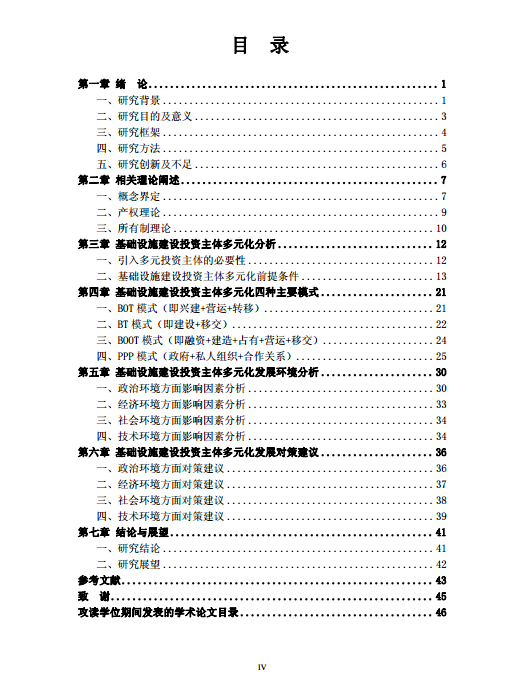 目 录
第一章 绪 论 1
一、研究背景 1
二、研究目的及意义 3
三、研究框架 4
四、研究方法 5
五、研究创新及不足 6
第二章 相关理论阐述 7
一、概念界定 7
二、产权理论 9
三、所有制理论 10
第三章 基础设施建设投资主体多元化分析 12
一、引入多元投资主体的必要性 12
二、基础设施建设投资主体多元化前提条件 13
第四章 基础设施建设投资主体多元化四种主要模式 21
一、BOT 模式（即兴建+营运+转移） 21
二、BT 模式（即建设+移交） 22
三、BOOT 模式（即融资+建造+占有+营运+移交） 24
四、PPP 模式（政府+私人组织+合作关系） 25
第五章 基础设施建设投资主体多元化发展环境分析 30
一、政治环境方面影响因素分析 30
二、经济环境方面影响因素分析 33
三、社会环境方面影响因素分析 34
四、技术环境方面影响因素分析 34
第六章 基础设施建设投资主体多元化发展对策建议 36
一、政治环境方面对策建议 36
二、经济环境方面对策建议 37
三、社会环境方面对策建议 38
四、技术环境方面对策建议 39
第七章 结论与展望 41
一、研究结论 41
二、研究展望 42
参考文献 43
致 谢 45
攻读学位期间发表的学术论文目录 46
IV